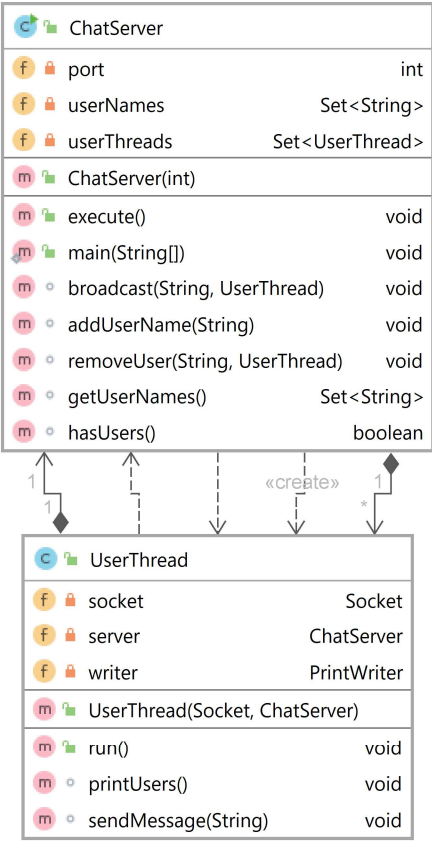 ChatServer
port int
userNames Set<String>
userThreads Set<UserThread>
ChatServer(int)
execute() void
main(String[]) void
broadcast(String, UserThread) void
addUserName(String) void
removeUser(String, UserThread) void
getUserNames() Set<String>
hasUsers() boolean
1 «create» 1
1 *
UserThread
socket Socket
server ChatServer
writer PrintWriter
UserThread(Socket, ChatServer)
run() void
printUsers() void
sendMessage(String) void